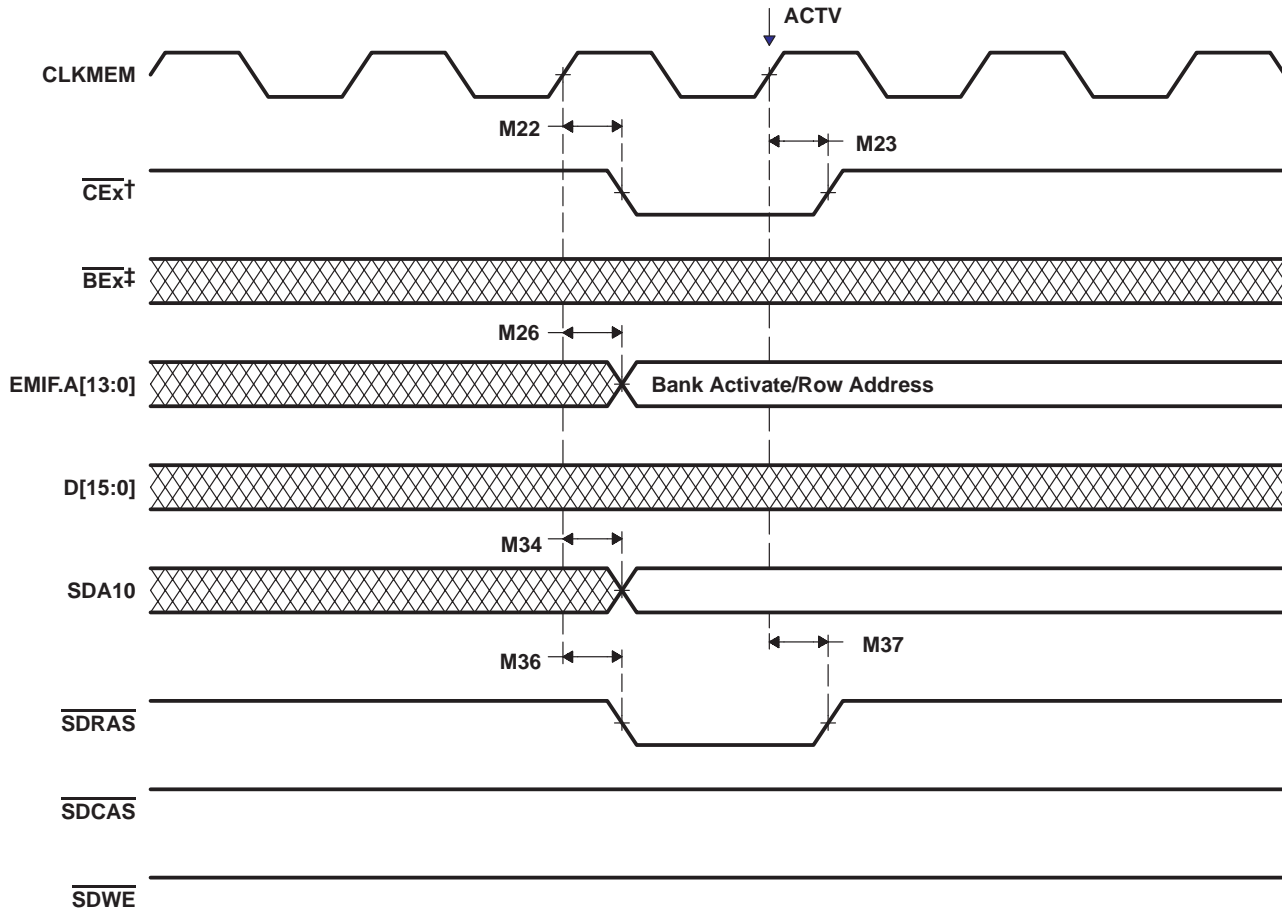 ACTV
CLKMEM
M22
M23
CEx†
BEx‡
M26
EMIF.A[13:0]
Bank Activate/Row Address
D[15:0]
M34
SDA10
M36
M37
SDRAS
SDCAS
SDWE